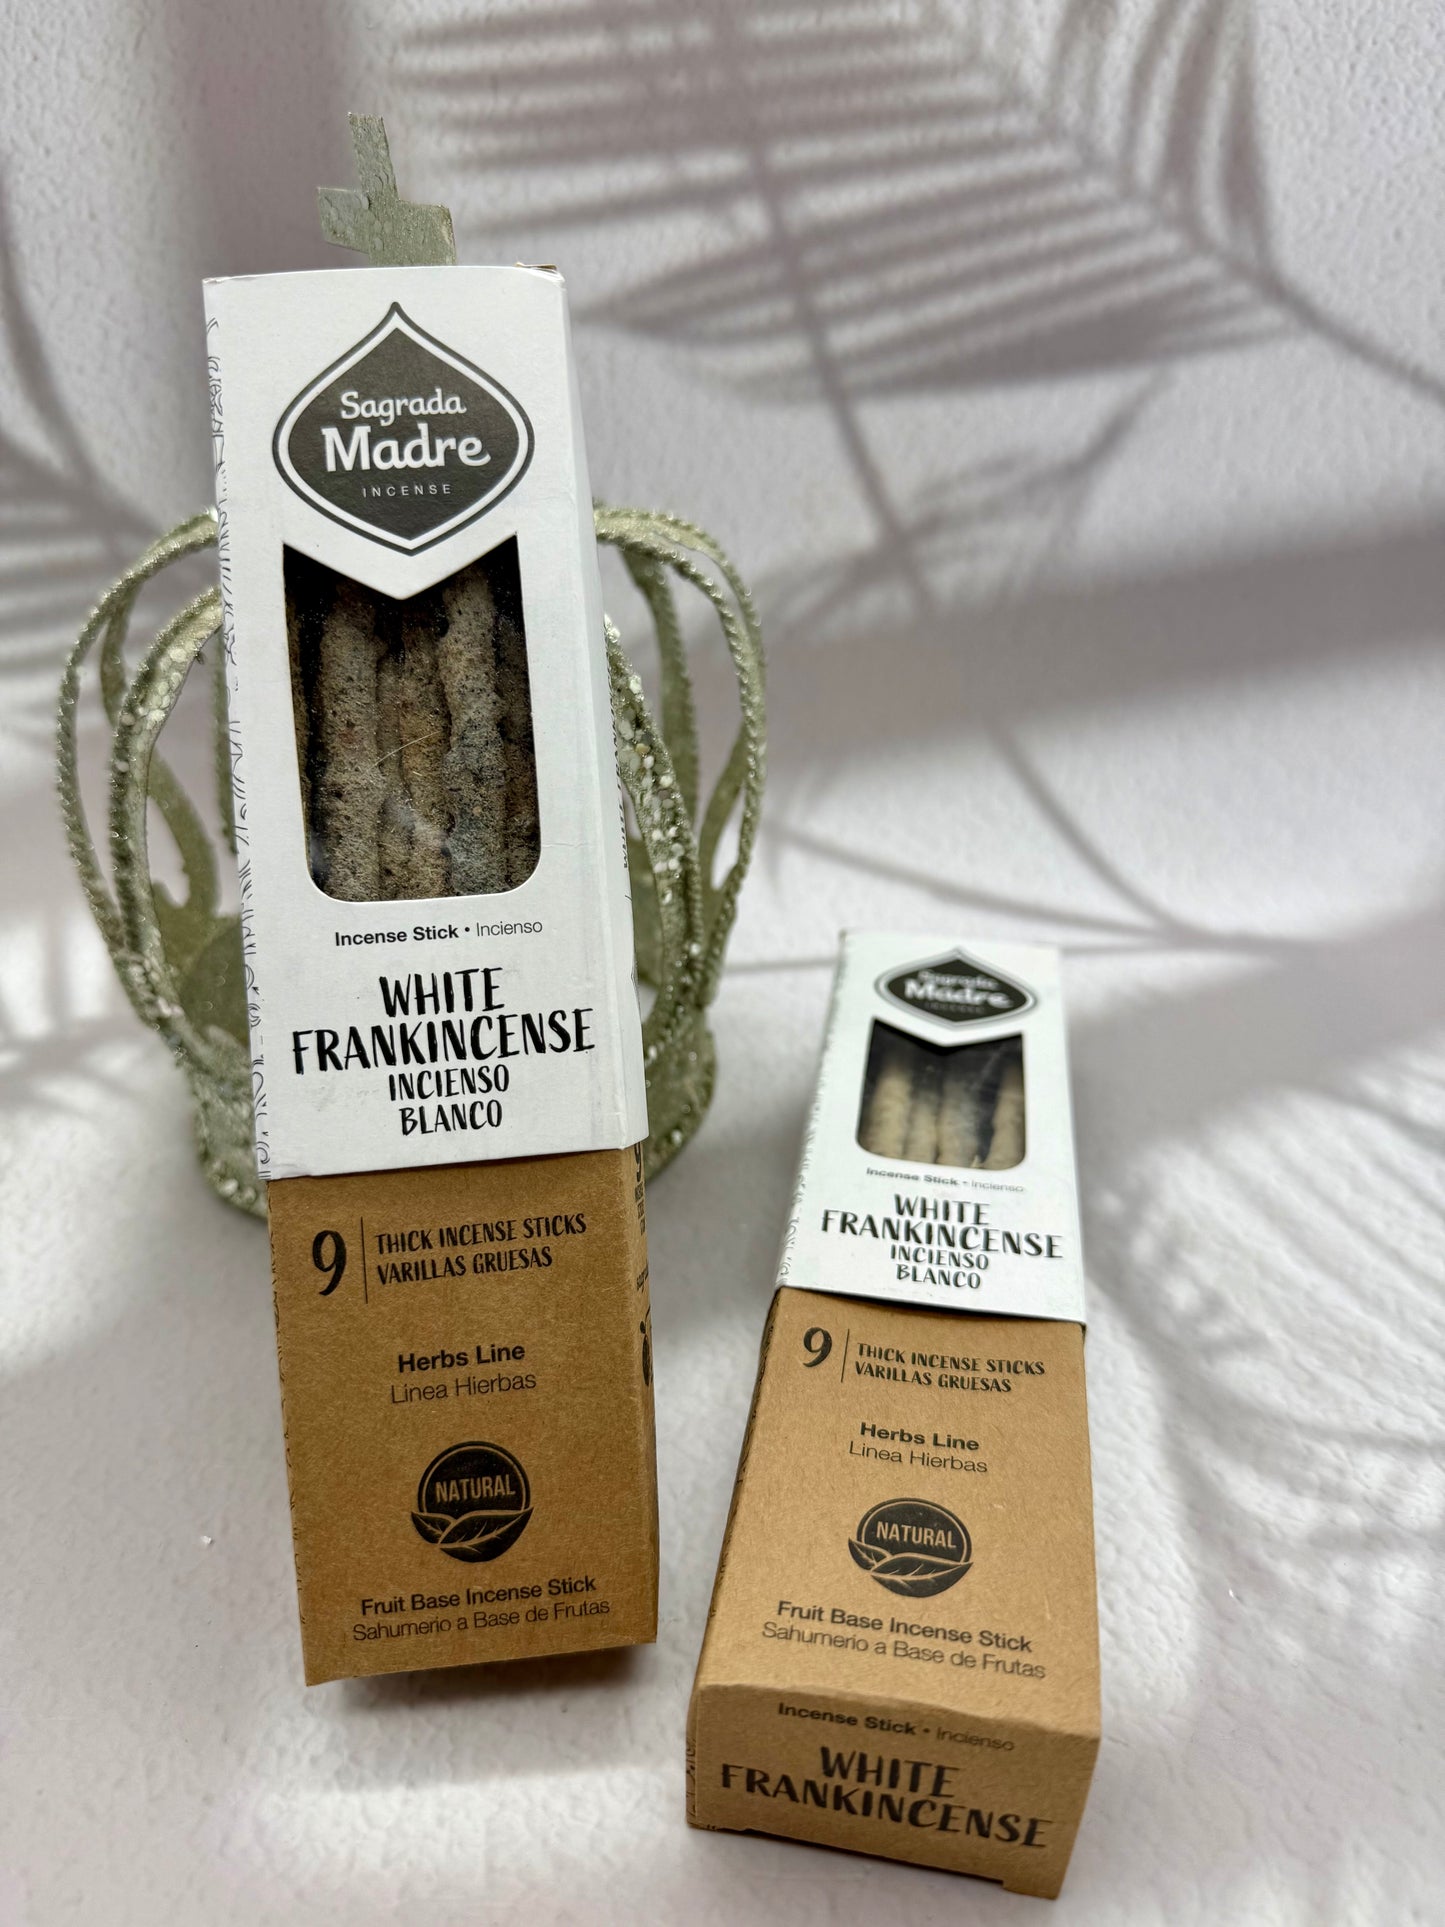 Sagrada
Madre
INCENSE
Incense Stick • Incienso
WHITE
FRANKINCENSE
INCIENSO
BLANCO
9
THICK INCENSE STICKS
VARILLAS GRUESAS
Herbs Line
Linea Hierbas
NATURAL
Fruit Base Incense Stick
Sahumerio a Base de Frutas
Sagrada
Madre
INCENSE
Incense Stick • Incienso
WHITE
FRANKINCENSE
INCIENSO
BLANCO
9
THICK INCENSE STICKS
VARILLAS GRUESAS
Herbs Line
Linea Hierbas
NATURAL
Fruit Base Incense Stick
Sahumerio a Base de Frutas
Incense Stick • Incienso
WHITE
FRANKINCENSE